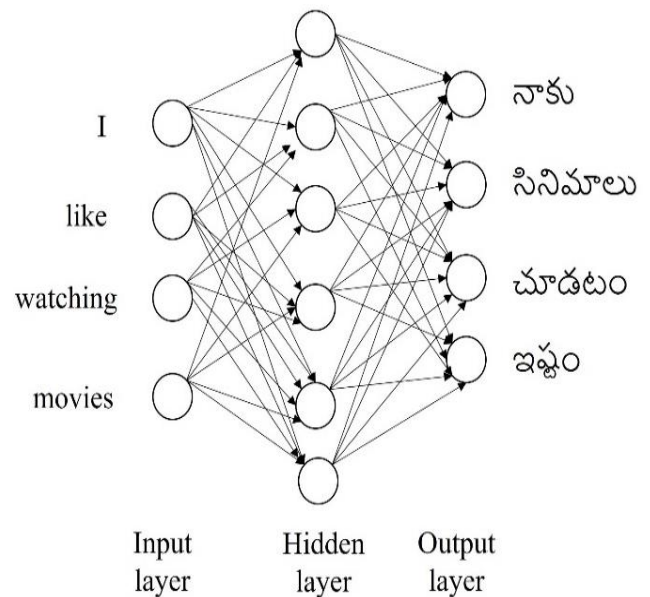 I
like
watching
movies
నాకు
సినిమాలు
చూడటం
ఇష్టం
Input
layer
Hidden
layer
Output
layer